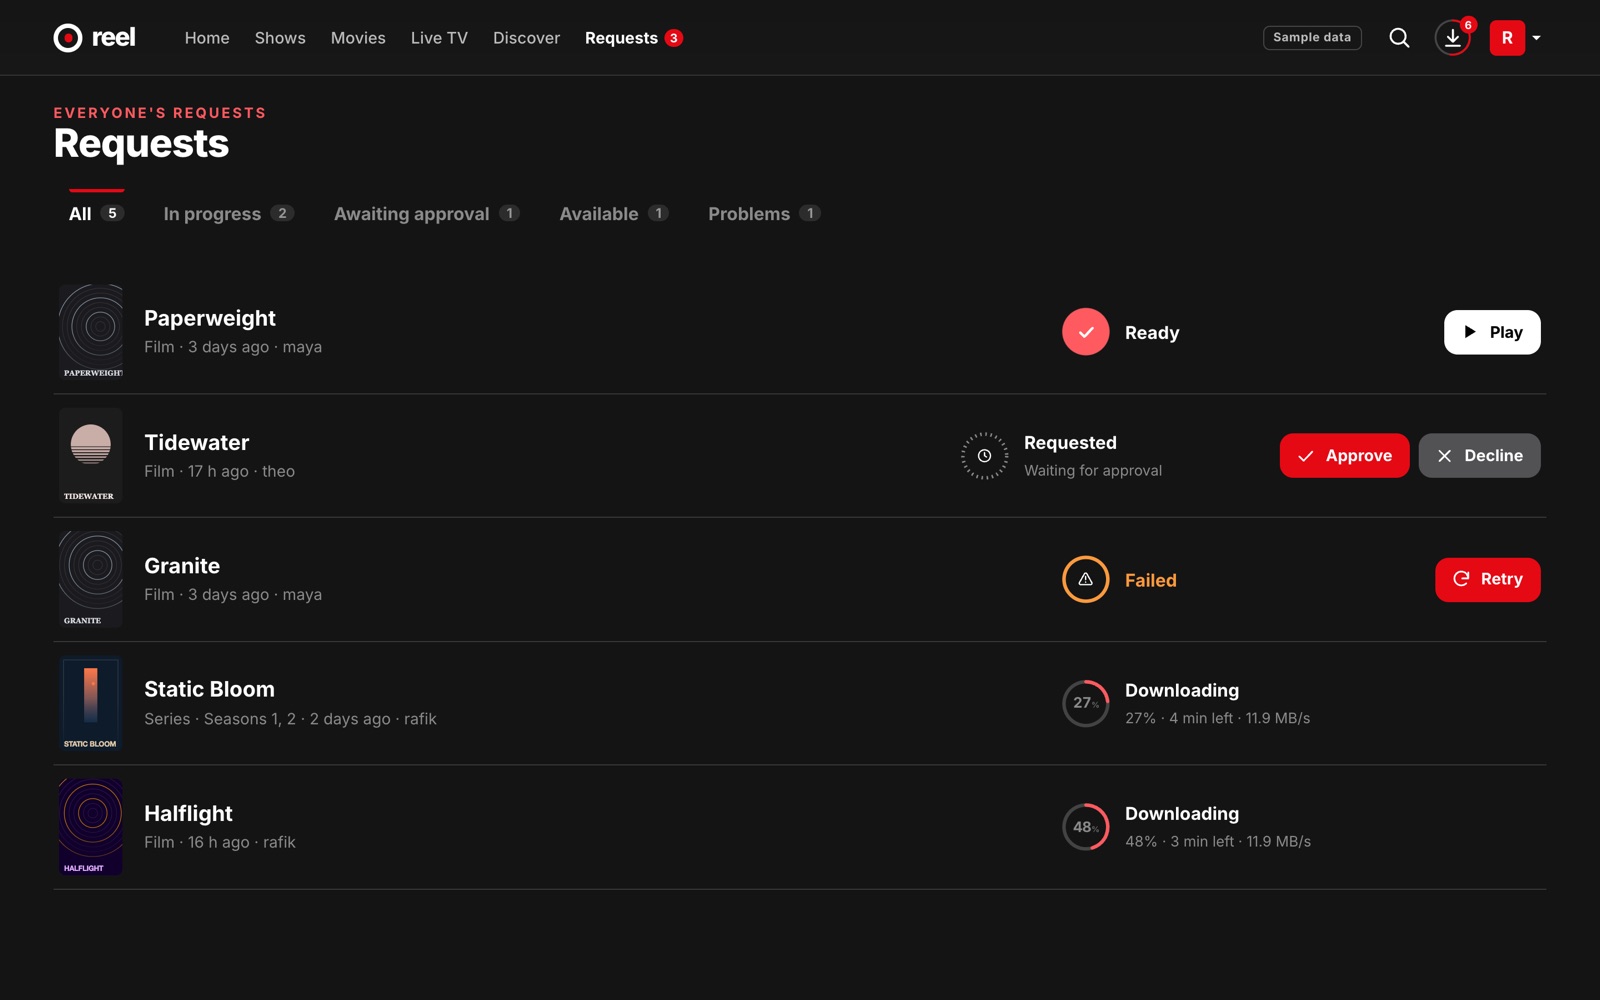 reel
Home Shows Movies Live TV Discover Requests 3
Sample data
6
R
EVERYONE'S REQUESTS
Requests
All 5 In progress 2 Awaiting approval 1 Available 1 Problems 1
PAPERWEIGHT
Paperweight
Film · 3 days ago · maya
Ready
Play
TIDEWATER
Tidewater
Film · 17 h ago · theo
Requested
Waiting for approval
Approve
Decline
GRANITE
Granite
Film · 3 days ago · maya
Failed
Retry
STATIC BLOOM
Static Bloom
Series · Seasons 1, 2 · 2 days ago · rafik
27%
Downloading
27% · 4 min left · 11.9 MB/s
HALFLIGHT
Halflight
Film · 16 h ago · rafik
48%
Downloading
48% · 3 min left · 11.9 MB/s